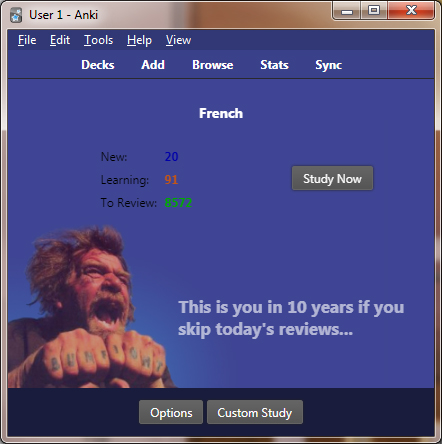 User 1 - Anki
File Edit Tools Help View
Decks Add Browse Stats Sync
French
New: 20
Learning: 91
To Review: 8572
Study Now
This is you in 10 years if you
skip today's reviews...
Options Custom Study